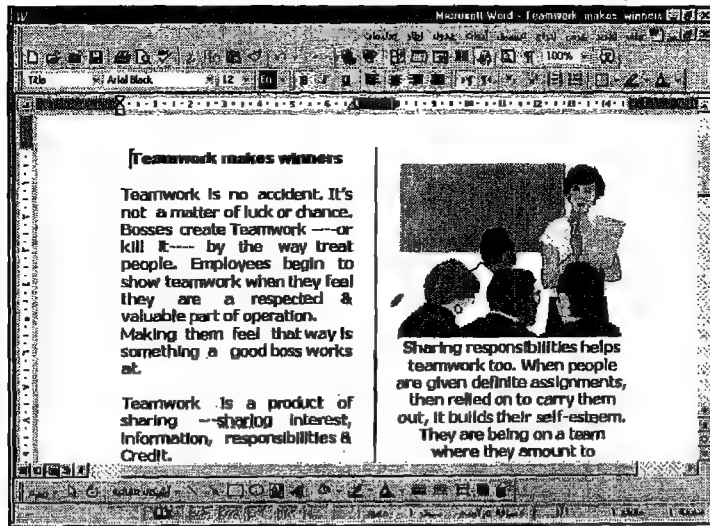 Microsoft Word - Teamwork makes winners
100%
Title
Arial Black
12
En
Teamwork makes winners
Teamwork is no accident. It's
not a matter of luck or chance.
Bosses create Teamwork ----or
kill it---- by the way treat
people. Employees begin to
show teamwork when they feel
they are a respected &
valuable part of operation.
Making them feel that way is
something a good boss works
at.
Teamwork is a product of
sharing ---sharing interest,
information, responsibilities &
Credit.
Sharing responsibilities helps
teamwork too. When people
are given definite assignments,
then relied on to carry them
out, it builds their self-esteem.
They are being on a team
where they amount to